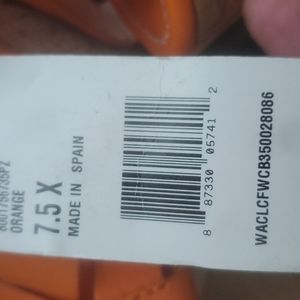 ORANGE
7.5 X
MADE IN SPAIN
8 87330 05741 2
WACLCFWCB350028086